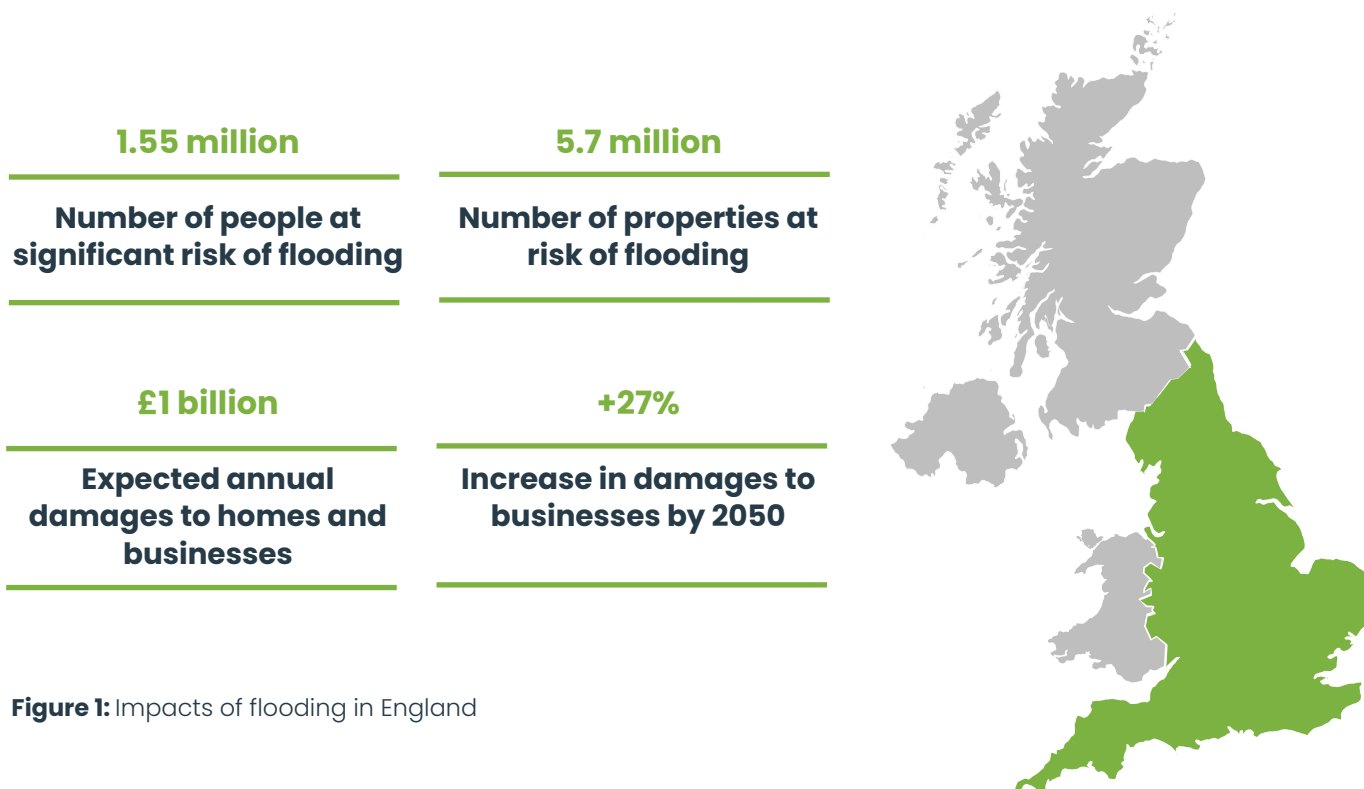 1.55 million
Number of people at
significant risk of flooding
5.7 million
Number of properties at
risk of flooding
£1 billion
Expected annual
damages to homes and
businesses
+27%
Increase in damages to
businesses by 2050
Figure 1: Impacts of flooding in England